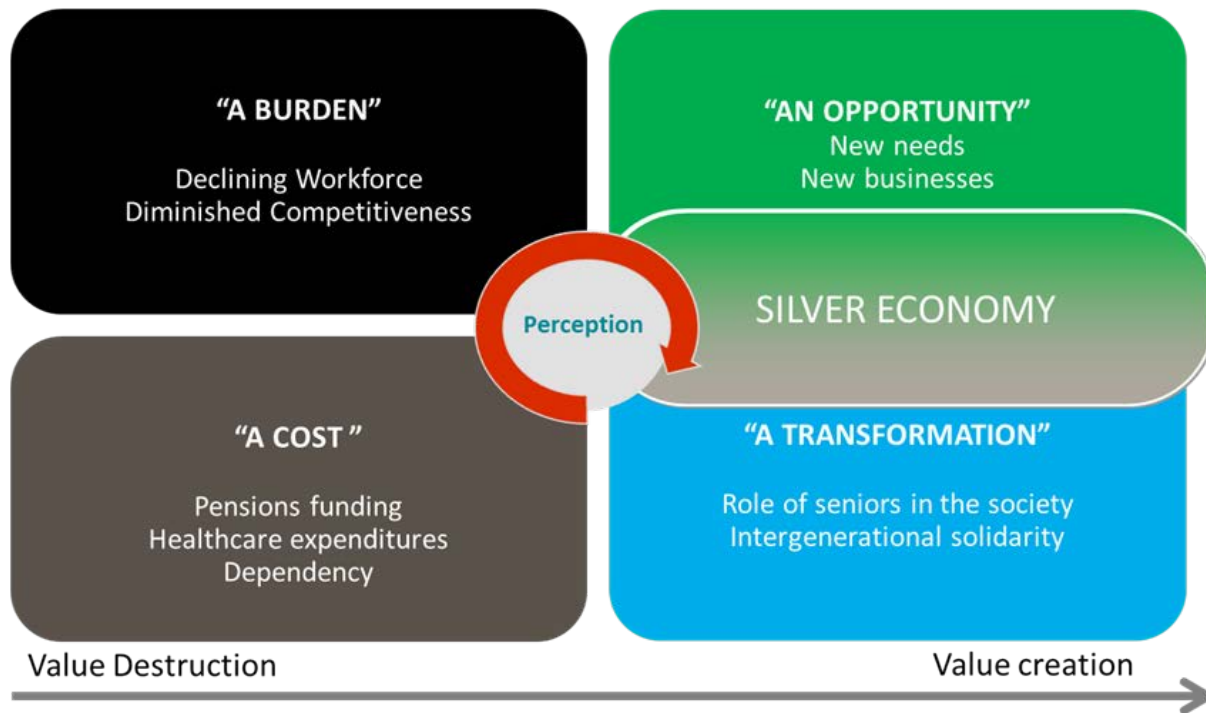 “A BURDEN”
Declining Workforce
Diminished Competitiveness
“AN OPPORTUNITY”
New needs
New businesses
Perception
SILVER ECONOMY
“A COST ”
Pensions funding
Healthcare expenditures
Dependency
“A TRANSFORMATION”
Role of seniors in the society
Intergenerational solidarity
Value Destruction
Value creation